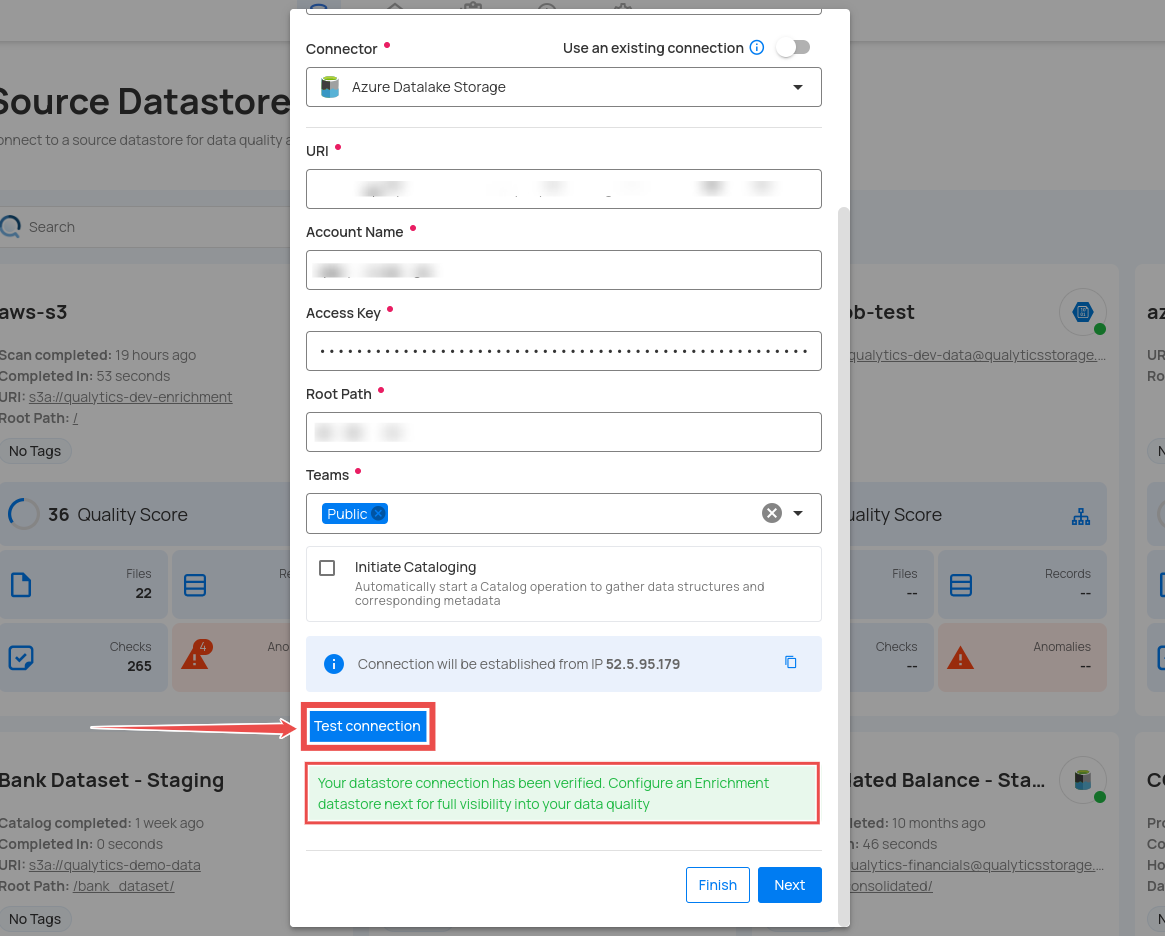 Connector
Use an existing connection
Azure Datalake Storage
URI
Account Name
Access Key
••••••••••••••••••••••••••••••••••••••••••••••••••••••
Root Path
Teams
Public
Initiate Cataloging
Automatically start a Catalog operation to gather data structures and
corresponding metadata
Connection will be established from IP 52.5.95.179
Test connection
Your datastore connection has been verified. Configure an Enrichment
datastore next for full visibility into your data quality
Finish
Next
Source Datastore
onnect to a source datastore for data quality a
Search
aws-s3
Scan completed: 19 hours ago
Completed In: 53 seconds
URI: s3a://qualytics-dev-enrichment
Root Path: /
No Tags
36 Quality Score
Files
22
Re
Checks
265
4
Ano
ob-test
qualytics-dev-data@qualyticsstorage....
uality Score
Files
--
Records
--
Checks
--
Anomalies
--
az
UR
Ro
N
Bank Dataset - Staging
Catalog completed: 1 week ago
Completed In: 0 seconds
URI: s3a://qualytics-demo-data
Root Path: /bank_dataset/
No Tags
lated Balance - Sta...
leted: 10 months ago
n: 46 seconds
ualytics-financials@qualyticsstorage....
onsolidated/
CO
Pro
Co
Ho
Da
N